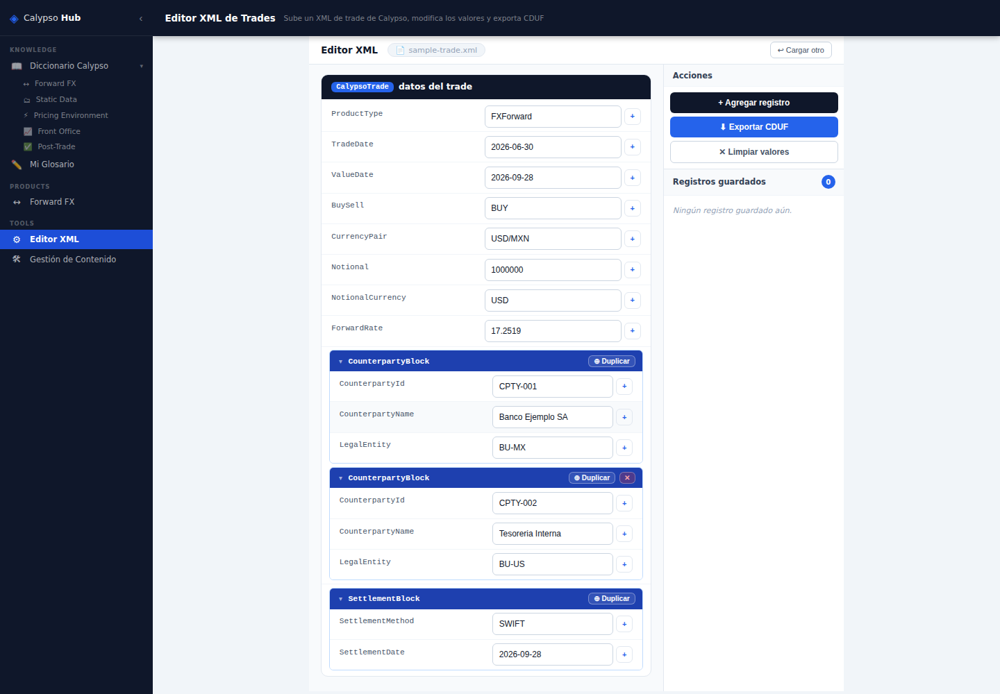 Calypso Hub
‹
Editor XML de Trades
Sube un XML de trade de Calypso, modifica los valores y exporta CDUF
KNOWLEDGE
Diccionario Calypso
Forward FX
Static Data
Pricing Environment
Front Office
Post-Trade
Mi Glosario
PRODUCTS
Forward FX
TOOLS
Editor XML
Gestión de Contenido
Editor XML
sample-trade.xml
↩ Cargar otro
CalypsoTrade datos del trade
ProductType FXForward +
TradeDate 2026-06-30 +
ValueDate 2026-09-28 +
BuySell BUY +
CurrencyPair USD/MXN +
Notional 1000000 +
NotionalCurrency USD +
ForwardRate 17.2519 +
▾ CounterpartyBlock ⊕ Duplicar
CounterpartyId CPTY-001 +
CounterpartyName Banco Ejemplo SA +
LegalEntity BU-MX +
▾ CounterpartyBlock ⊕ Duplicar ✕
CounterpartyId CPTY-002 +
CounterpartyName Tesoreria Interna +
LegalEntity BU-US +
▾ SettlementBlock ⊕ Duplicar
SettlementMethod SWIFT +
SettlementDate 2026-09-28 +
Acciones
+ Agregar registro
⬇ Exportar CDUF
✕ Limpiar valores
Registros guardados 0
Ningún registro guardado aún.